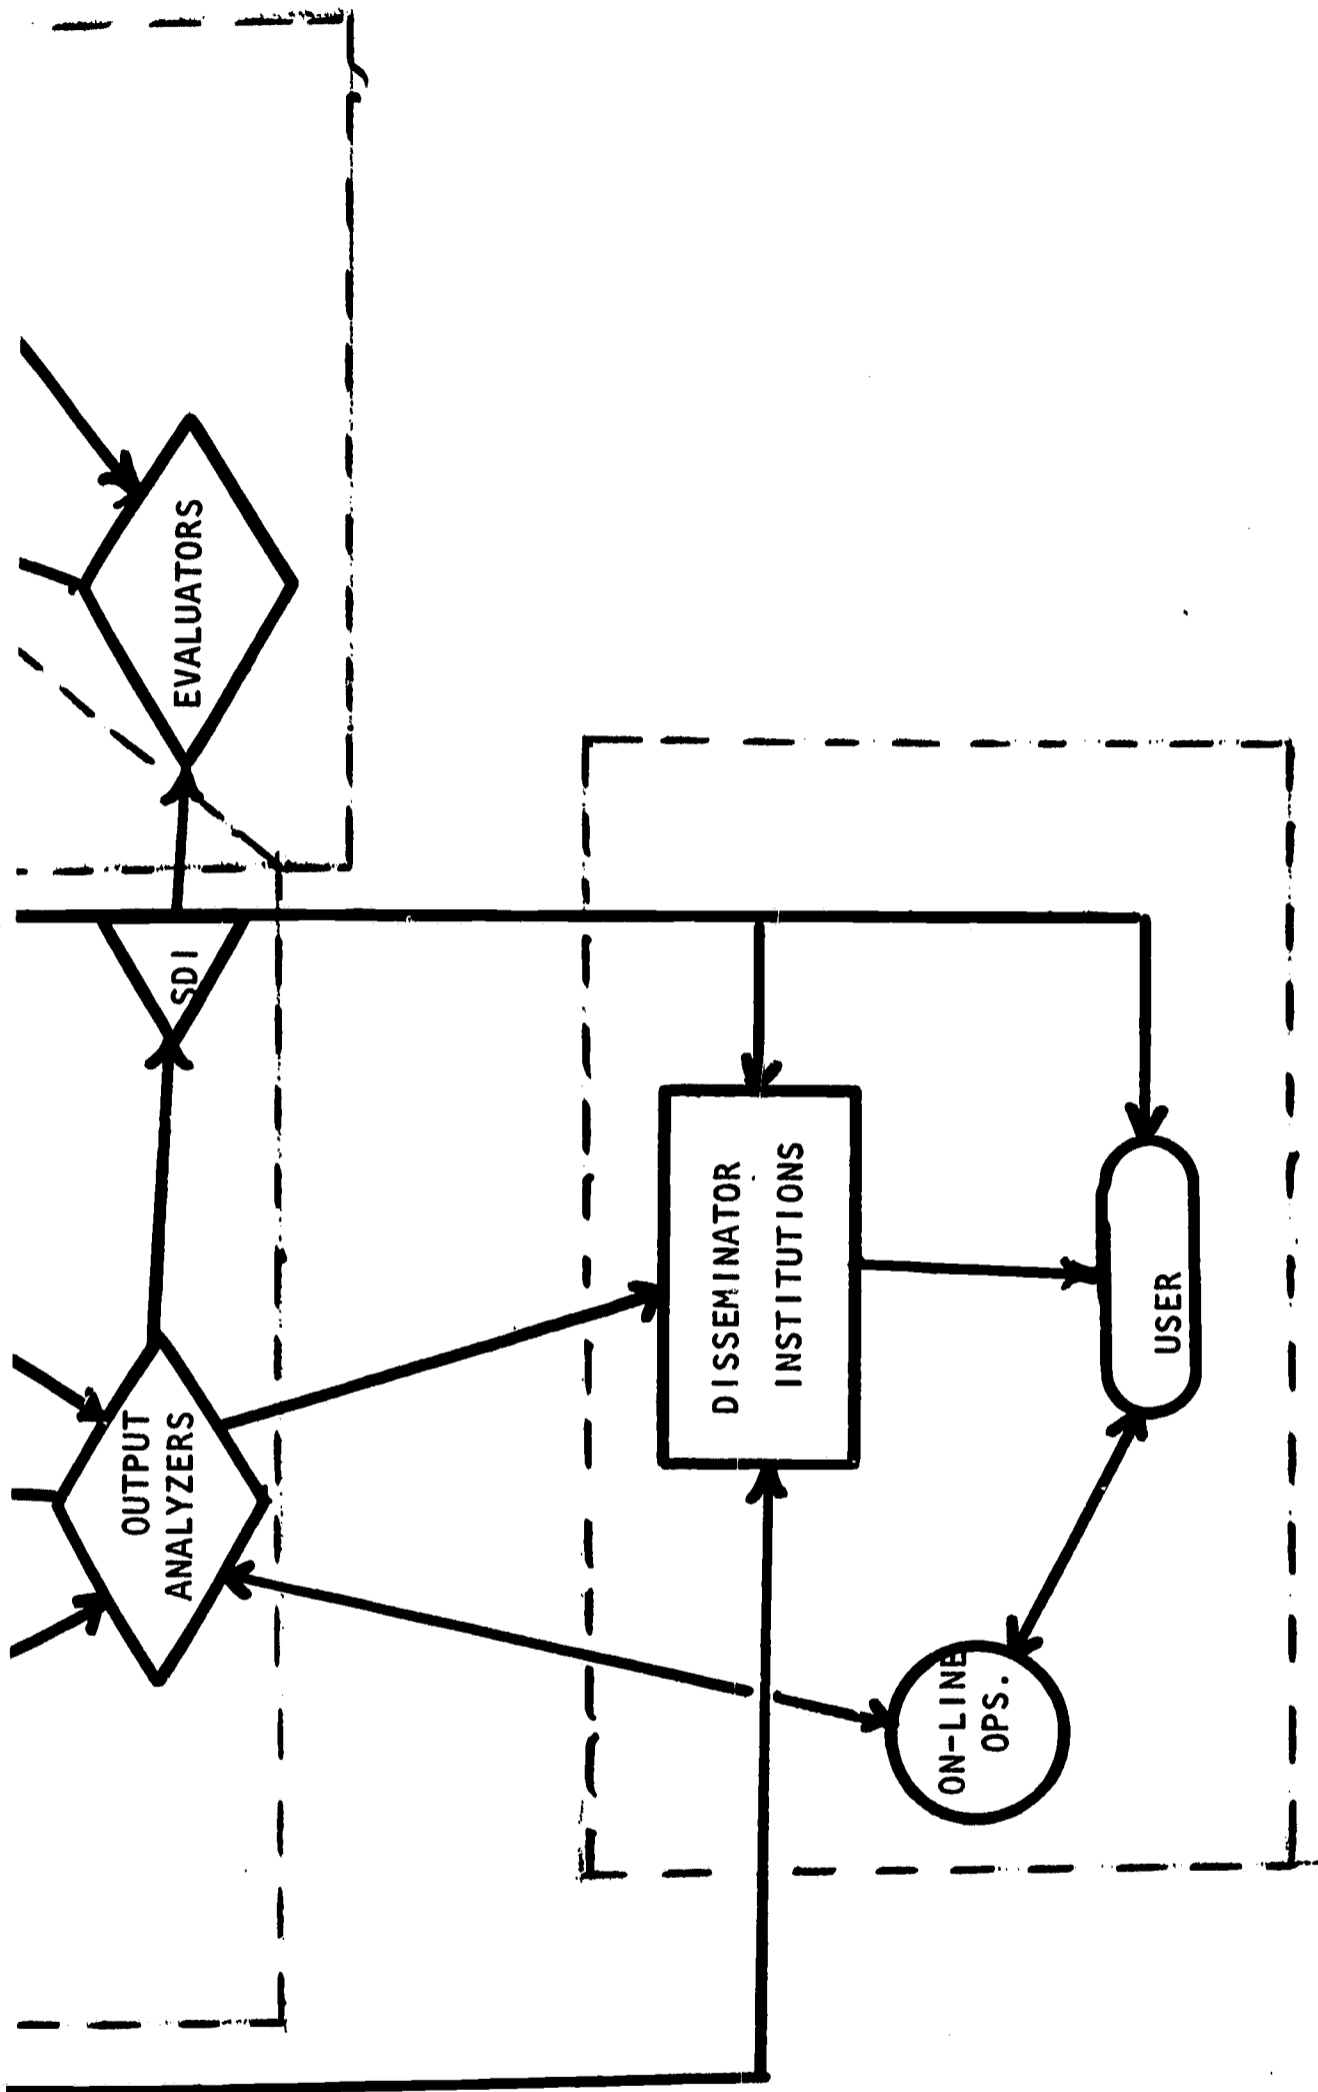 EVALUATORS
SDI
OUTPUT
ANALYZERS
DISSEMINATOR
INSTITUTIONS
USER
ON-LINE
OPS.